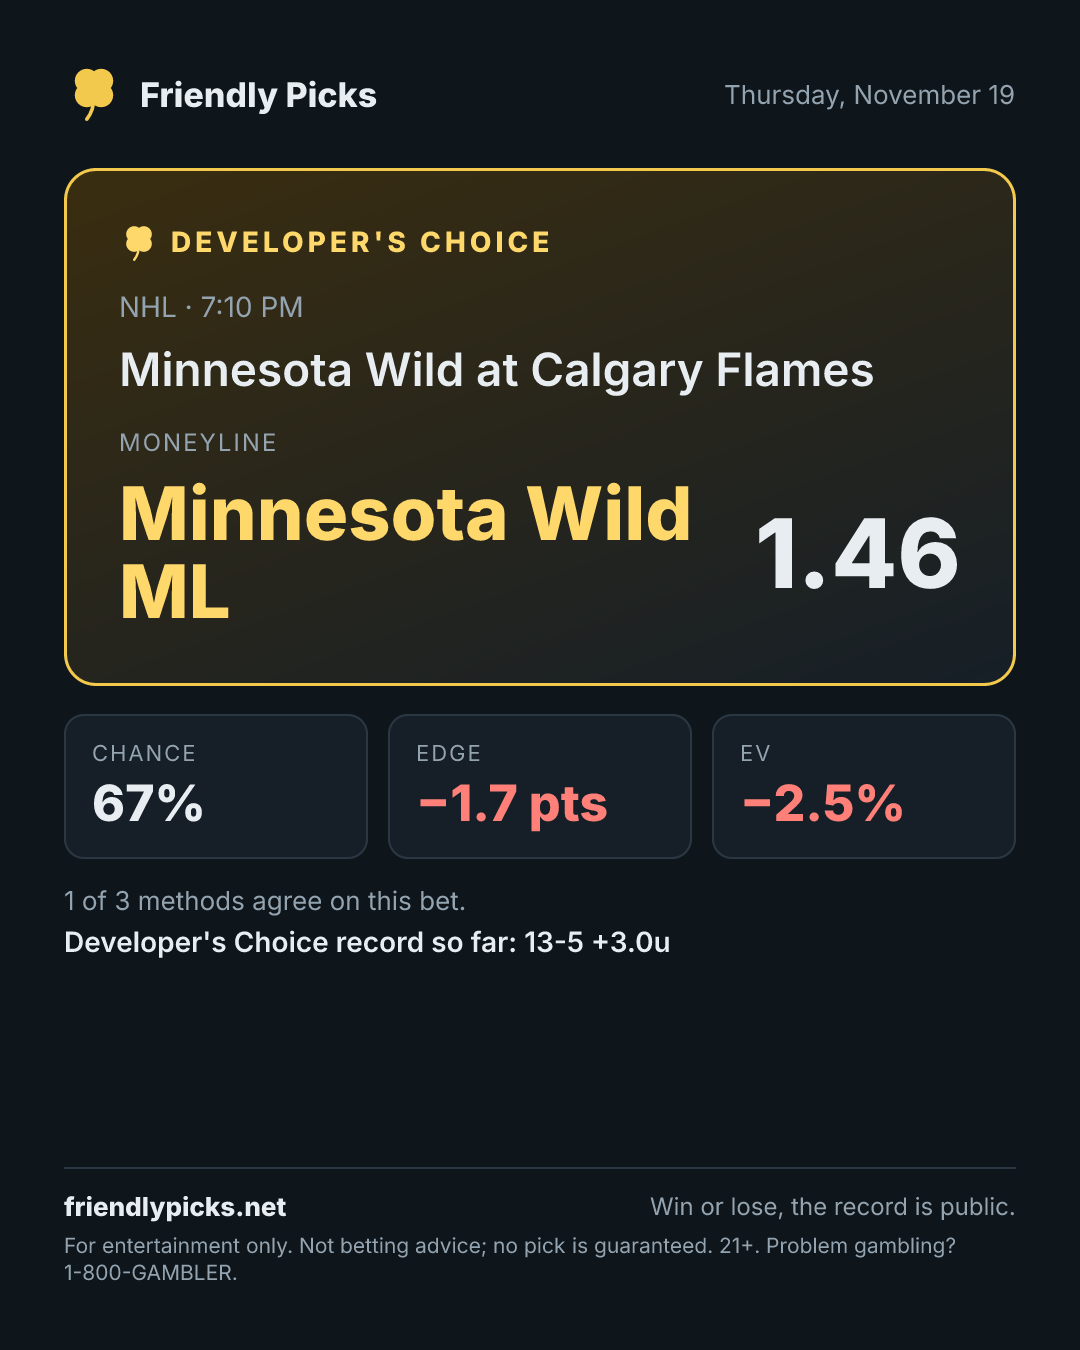 Friendly Picks
Thursday, November 19
DEVELOPER'S CHOICE
NHL · 7:10 PM
Minnesota Wild at Calgary Flames
MONEYLINE
Minnesota Wild
ML
1.46
CHANCE
67%
EDGE
−1.7 pts
EV
−2.5%
1 of 3 methods agree on this bet.
Developer's Choice record so far: 13-5 +3.0u
friendlypicks.net
Win or lose, the record is public.
For entertainment only. Not betting advice; no pick is guaranteed. 21+. Problem gambling?
1-800-GAMBLER.